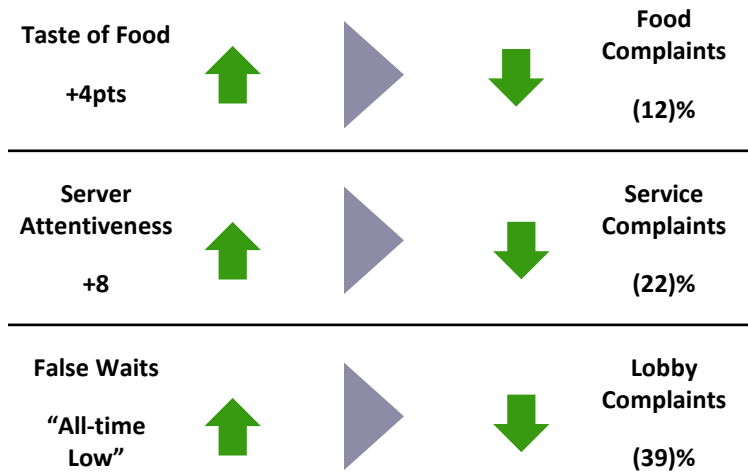 Taste of Food
+4pts
Food
Complaints
(12)%
Server
Attentiveness
+8
Service
Complaints
(22)%
False Waits
“All-time
Low”
Lobby
Complaints
(39)%